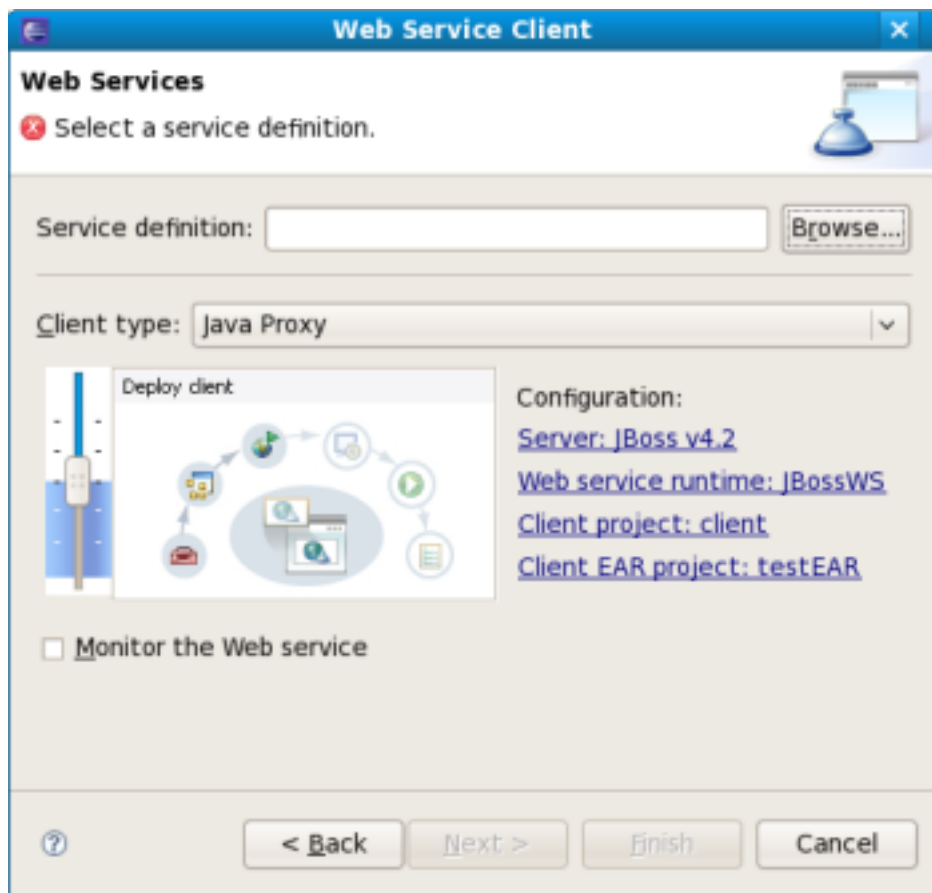 Web Service Client
Web Services
Select a service definition.
Service definition:
Browse...
Client type: Java Proxy
Deploy client
Configuration:
Server: JBoss v4.2
Web service runtime: JBossWS
Client project: client
Client EAR project: testEAR
Monitor the Web service
< Back
Next >
Finish
Cancel